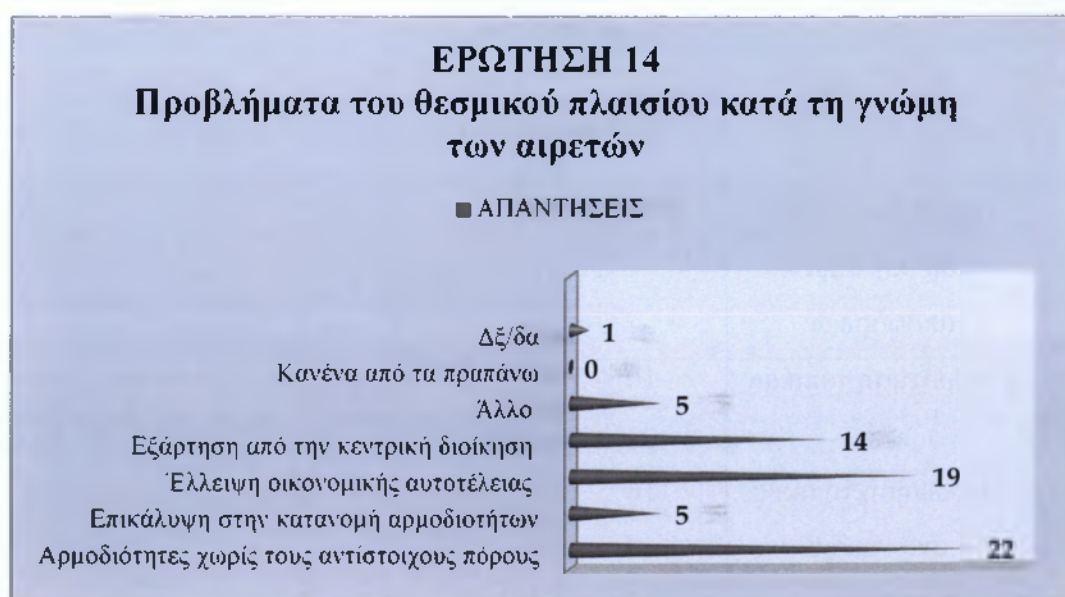 ΕΡΩΤΗΣΗ 14
Προβλήματα του θεσμικού πλαισίου κατά τη γνώμη
των αιρετών
ΑΠΑΝΤΗΣΕΙΣ
Δξ/δα 1
Κανένα από τα πραπάνω 0
Άλλο 5
Εξάρτηση από την κεντρική διοίκηση 14
Έλλειψη οικονομικής αυτοτέλειας 19
Επικάλυψη στην κατανομή αρμοδιοτήτων 5
Αρμοδιότητες χωρίς τους αντίστοιχους πόρους 22